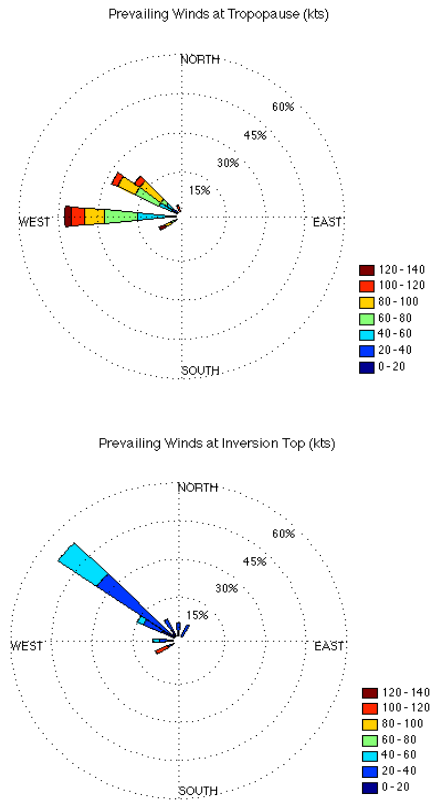 Prevailing Winds at Tropopause (kts)
NORTH
60%
45%
30%
15%
WEST
EAST
SOUTH
120 - 140
100 - 120
80 - 100
60 - 80
40 - 60
20 - 40
0 - 20
Prevailing Winds at Inversion Top (kts)
NORTH
60%
45%
30%
15%
WEST
EAST
SOUTH
120 - 140
100 - 120
80 - 100
60 - 80
40 - 60
20 - 40
0 - 20